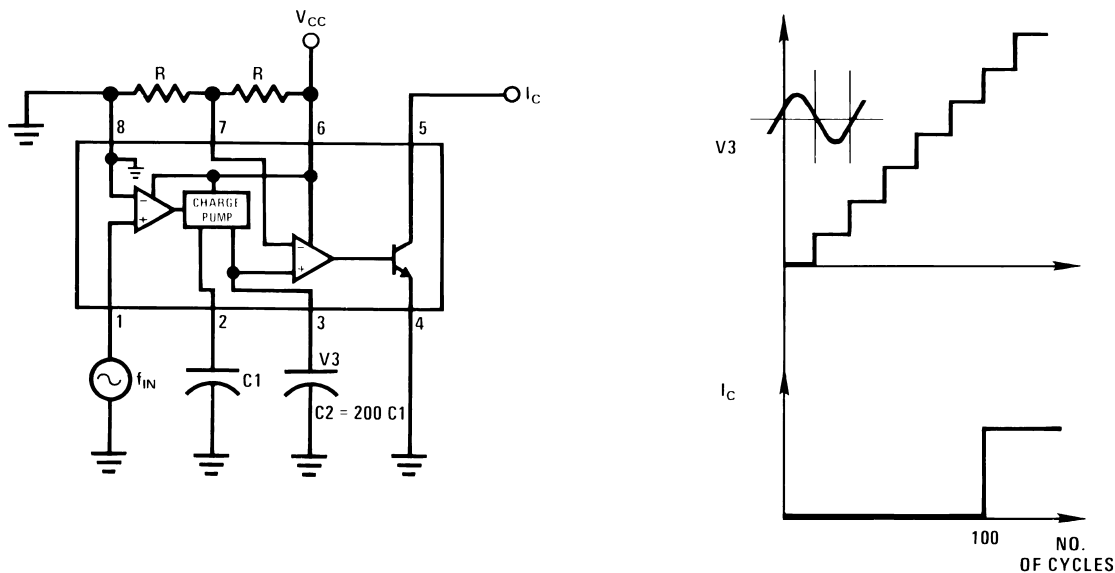 V_CC
R
R
I_C
8
7
6
5
−
+
CHARGE
PUMP
−
+
1
2
3
4
f_IN
C1
V3
C2 = 200 C1
V3
I_C
100
NO.
OF CYCLES